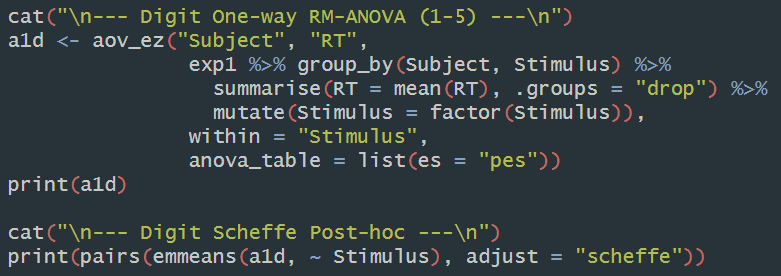 cat("\n--- Digit One-way RM-ANOVA (1-5) ---\n")
a1d <- aov_ez("Subject", "RT",
              exp1 %>% group_by(Subject, Stimulus) %>%
                summarise(RT = mean(RT), .groups = "drop") %>%
                mutate(Stimulus = factor(Stimulus)),
              within = "Stimulus",
              anova_table = list(es = "pes"))
print(a1d)

cat("\n--- Digit Scheffe Post-hoc ---\n")
print(pairs(emmeans(a1d, ~ Stimulus), adjust = "scheffe"))